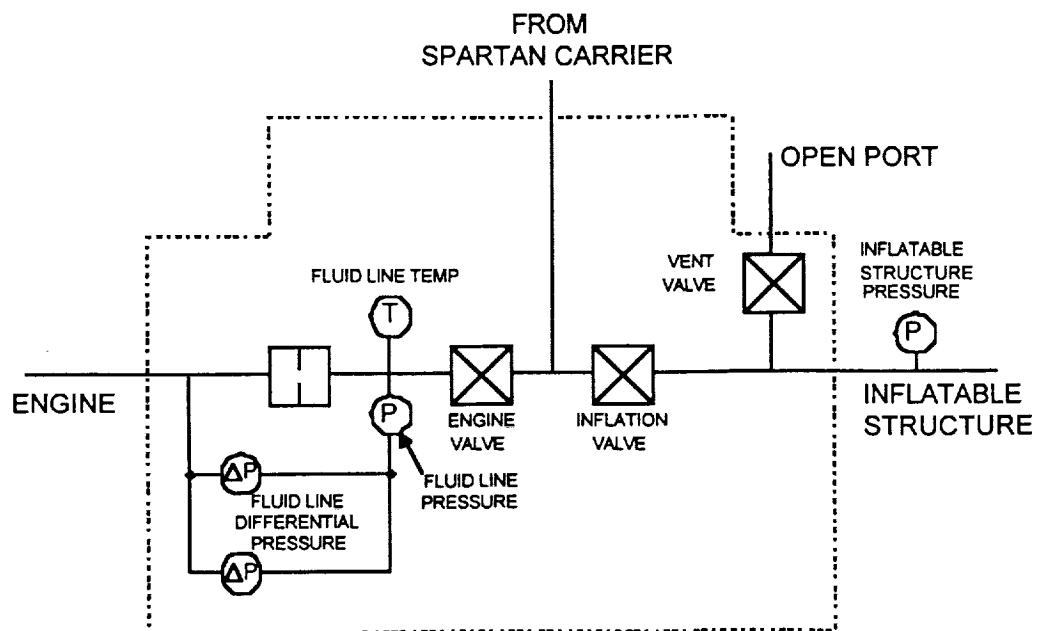 FROM
SPARTAN CARRIER
OPEN PORT
VENT
VALVE
INFLATABLE
STRUCTURE
PRESSURE
FLUID LINE TEMP
T
P
P
ENGINE
ENGINE
VALVE
INFLATION
VALVE
INFLATABLE
STRUCTURE
FLUID LINE
PRESSURE
ΔP
FLUID LINE
DIFFERENTIAL
PRESSURE
ΔP